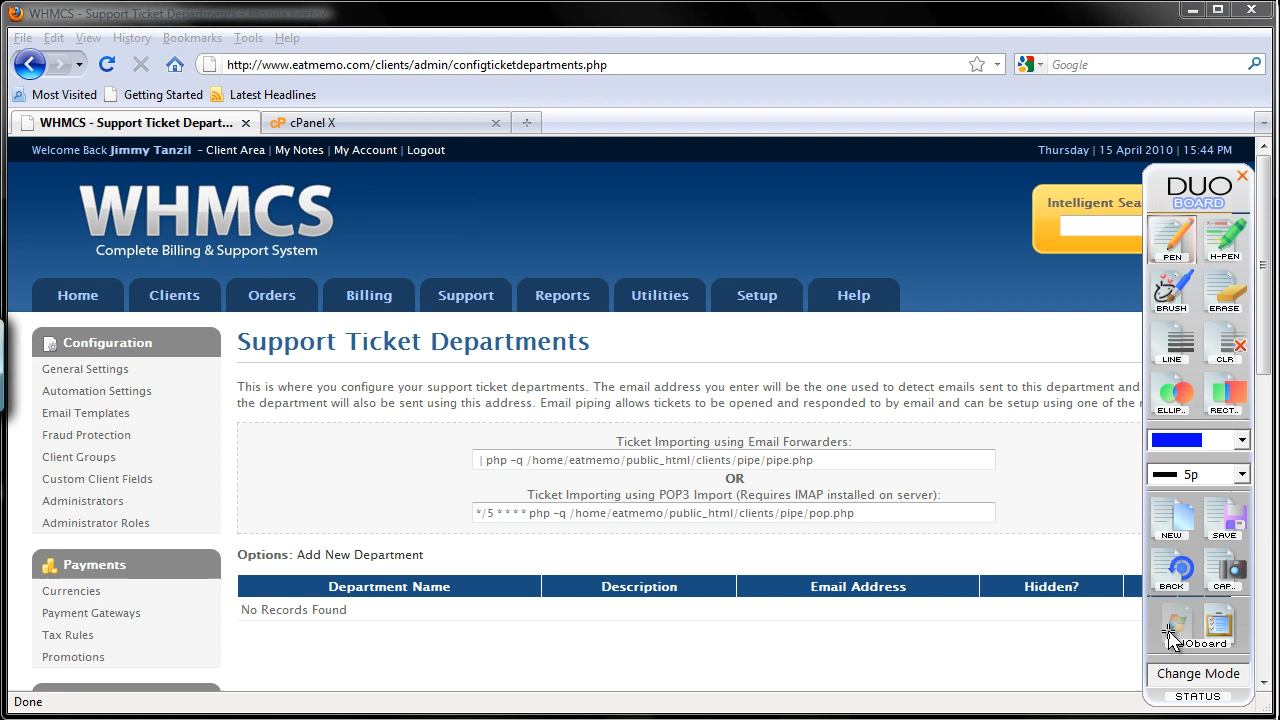 WHMCS - Support Ticket Departments - Mozilla Firefox
File Edit View History Bookmarks Tools Help
http://www.eatmemo.com/clients/admin/configticketdepartments.php
Google
Most Visited Getting Started Latest Headlines
WHMCS - Support Ticket Depart...
cP cPanel X
Welcome Back Jimmy Tanzil - Client Area | My Notes | My Account | Logout
Thursday | 15 April 2010 | 15:44 PM
WHMCS
Complete Billing & Support System
Intelligent Sea
Home Clients Orders Billing Support Reports Utilities Setup Help
Configuration
General Settings
Automation Settings
Email Templates
Fraud Protection
Client Groups
Custom Client Fields
Administrators
Administrator Roles
Payments
Currencies
Payment Gateways
Tax Rules
Promotions
Support Ticket Departments
This is where you configure your support ticket departments. The email address you enter will be the one used to detect emails sent to this department and
the department will also be sent using this address. Email piping allows tickets to be opened and responded to by email and can be setup using one of the
Ticket Importing using Email Forwarders:
| php -q /home/eatmemo/public_html/clients/pipe/pipe.php
OR
Ticket Importing using POP3 Import (Requires IMAP installed on server):
*/5 * * * * php -q /home/eatmemo/public_html/clients/pipe/pop.php
Options: Add New Department
Department Name Description Email Address Hidden?
No Records Found
DUO
BOARD
PEN H-PEN
BRUSH ERASE
LINE CLR
ELLIP.. RECT..
5p
NEW SAVE
BACK CAP..
Oboard
Change Mode
STATUS
Done